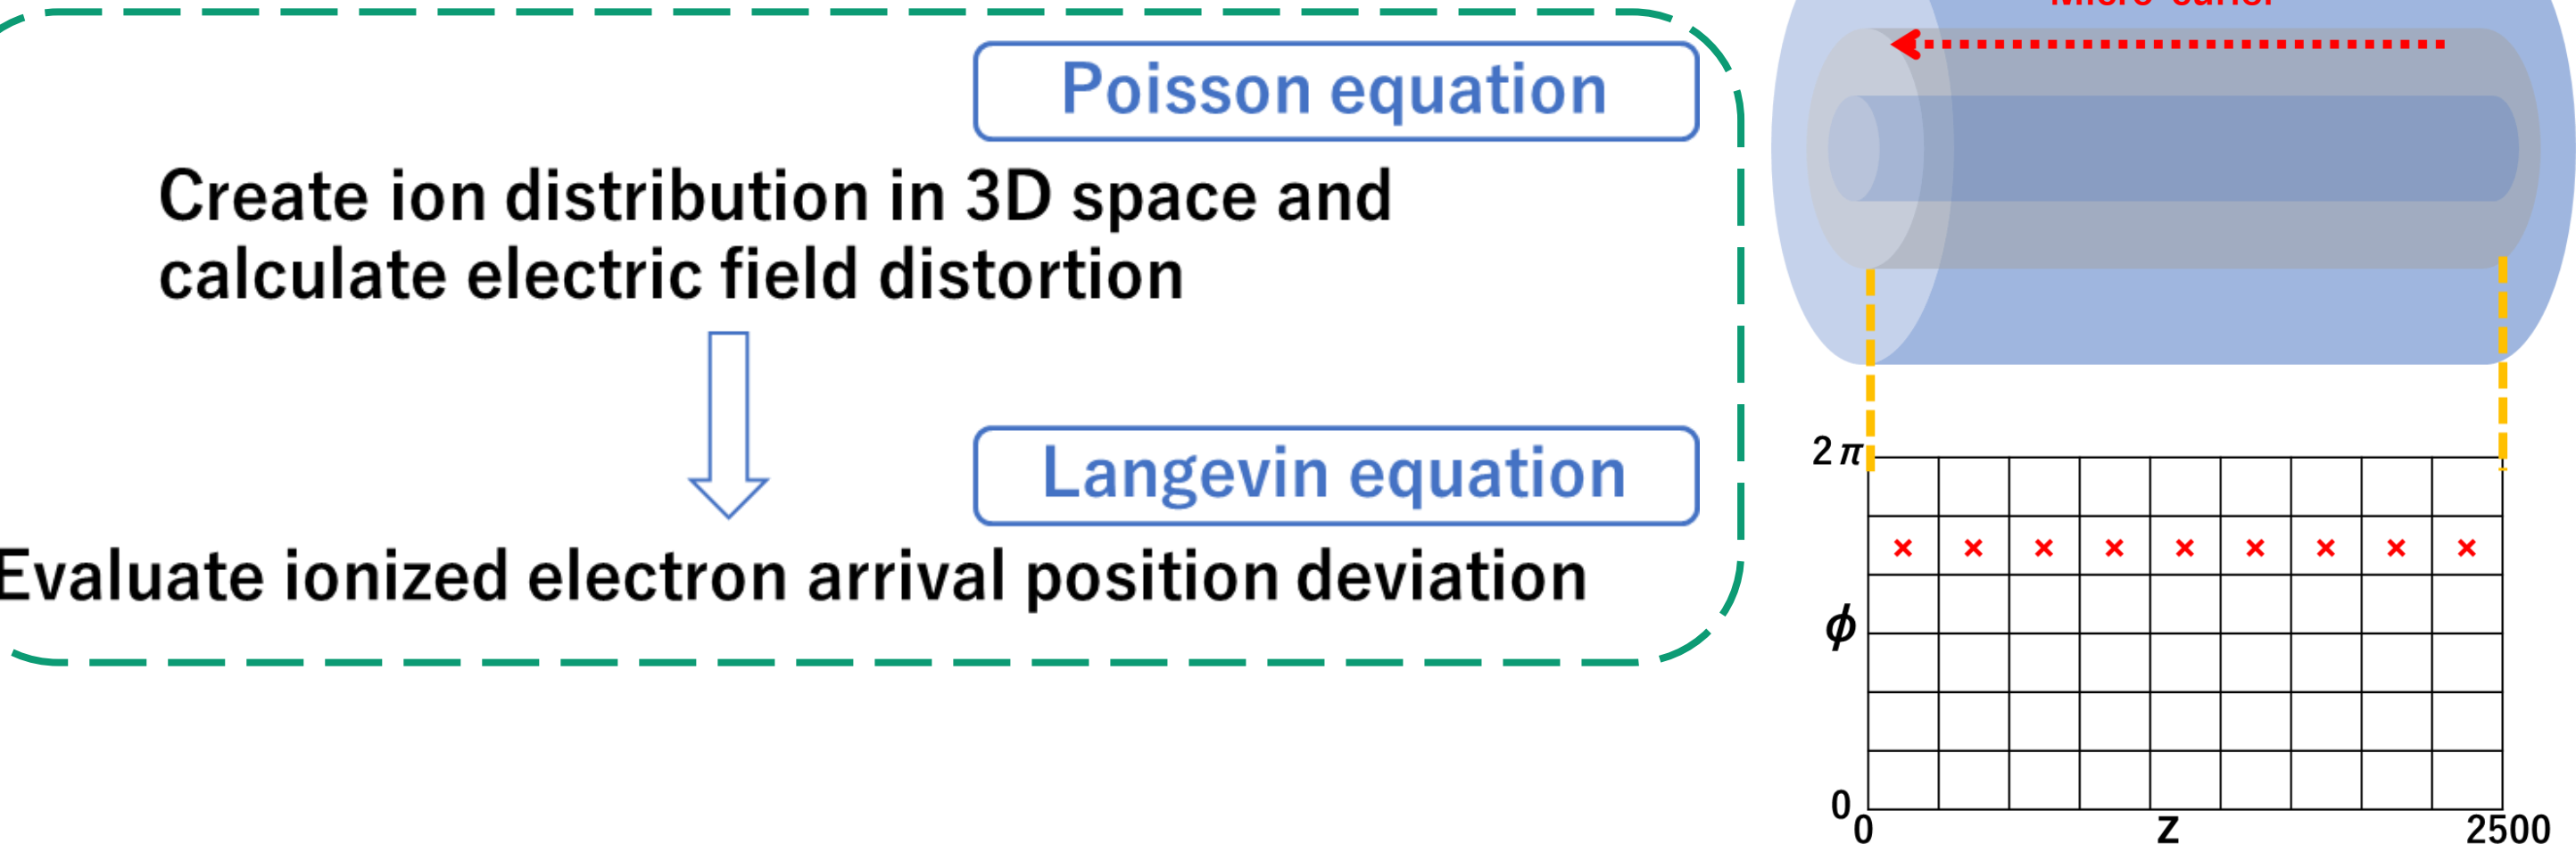 Poisson equation
Create ion distribution in 3D space and
calculate electric field distortion
Langevin equation
Evaluate ionized electron arrival position deviation
2π
ϕ
0
0
z
2500